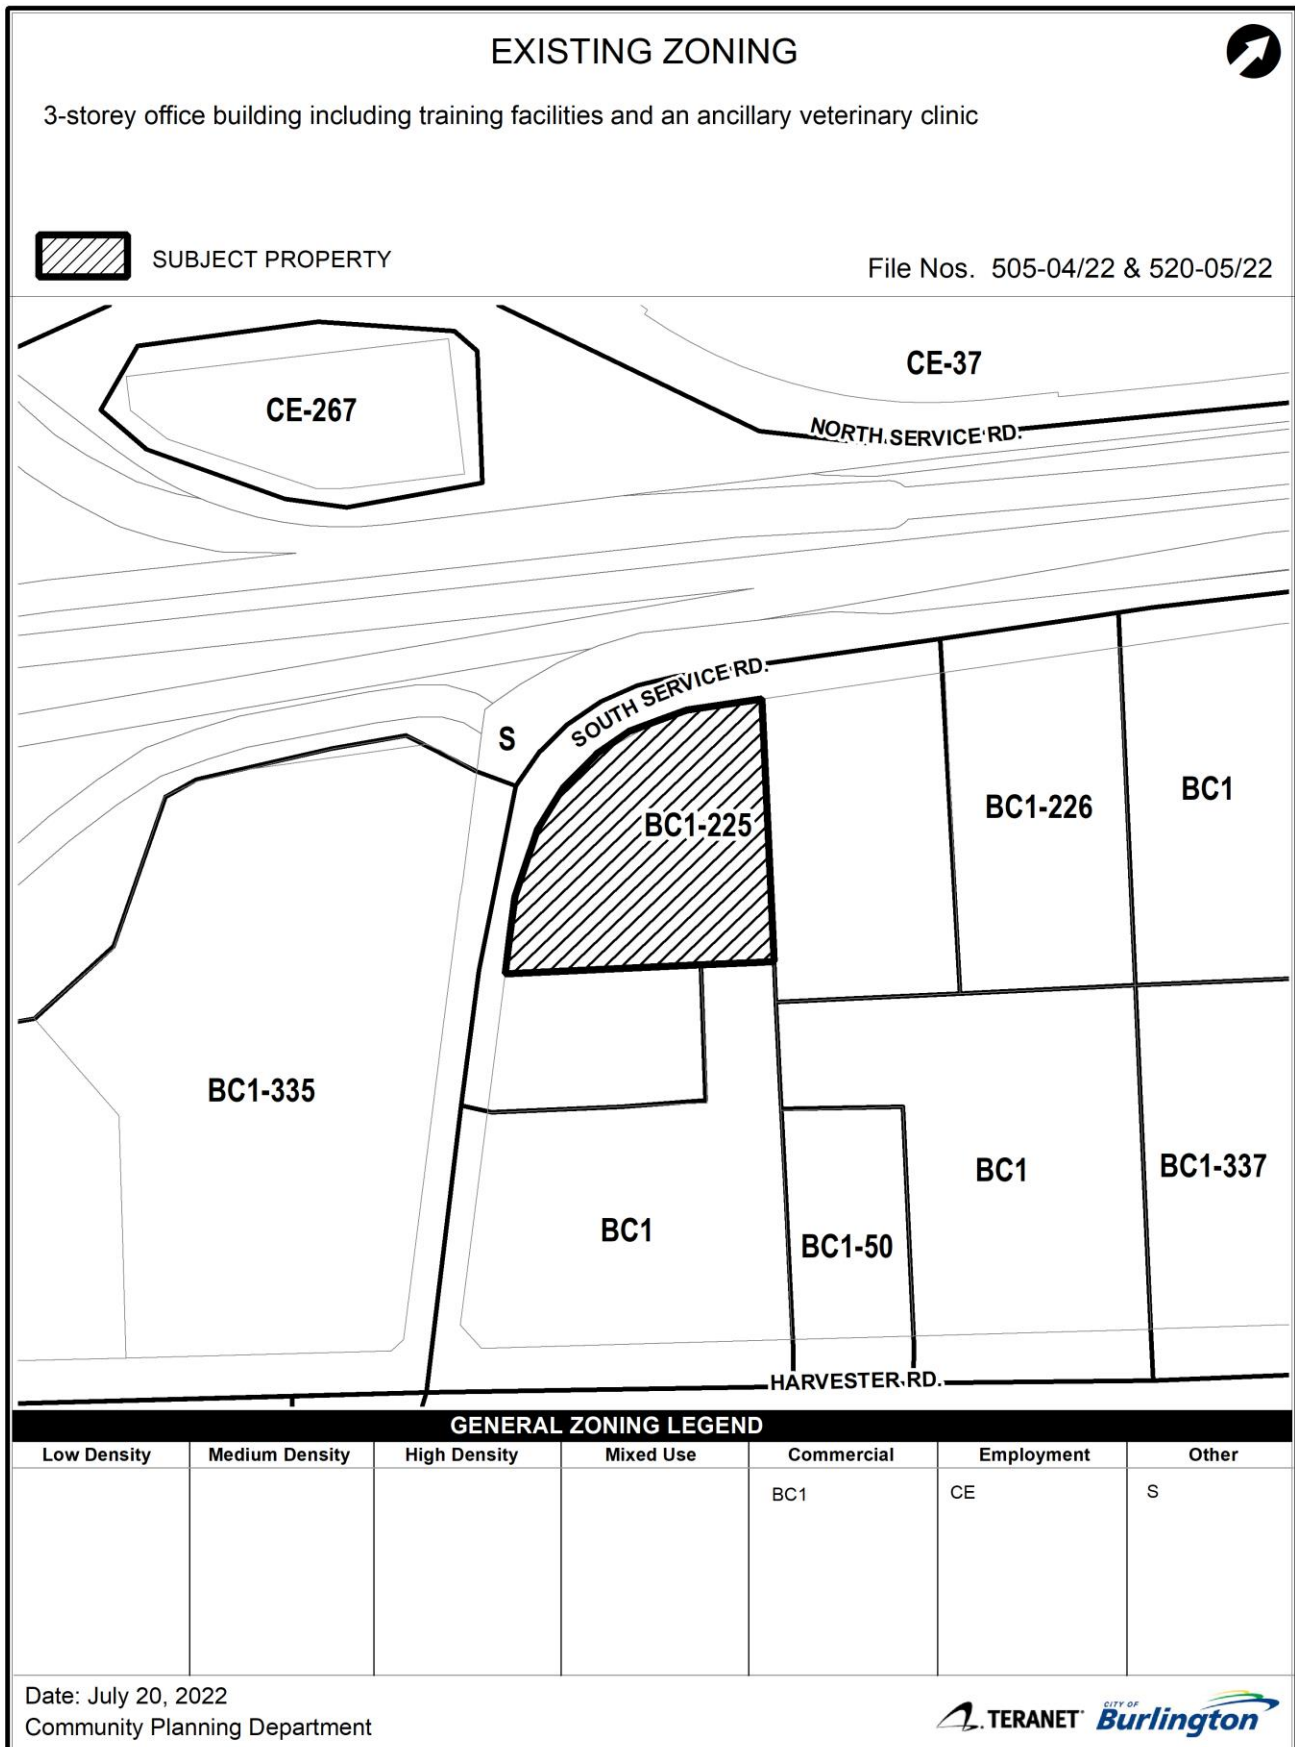 EXISTING ZONING
3-storey office building including training facilities and an ancillary veterinary clinic
SUBJECT PROPERTY
File Nos. 505-04/22 & 520-05/22
CE-37
CE-267
NORTH SERVICE RD.
SOUTH SERVICE RD.
S
BC1-225
BC1-226
BC1
BC1-335
BC1
BC1-337
BC1
BC1-50
HARVESTER RD.
GENERAL ZONING LEGEND
Low Density Medium Density High Density Mixed Use Commercial Employment Other
BC1 CE S
Date: July 20, 2022
Community Planning Department
TERANET
CITY OF
Burlington